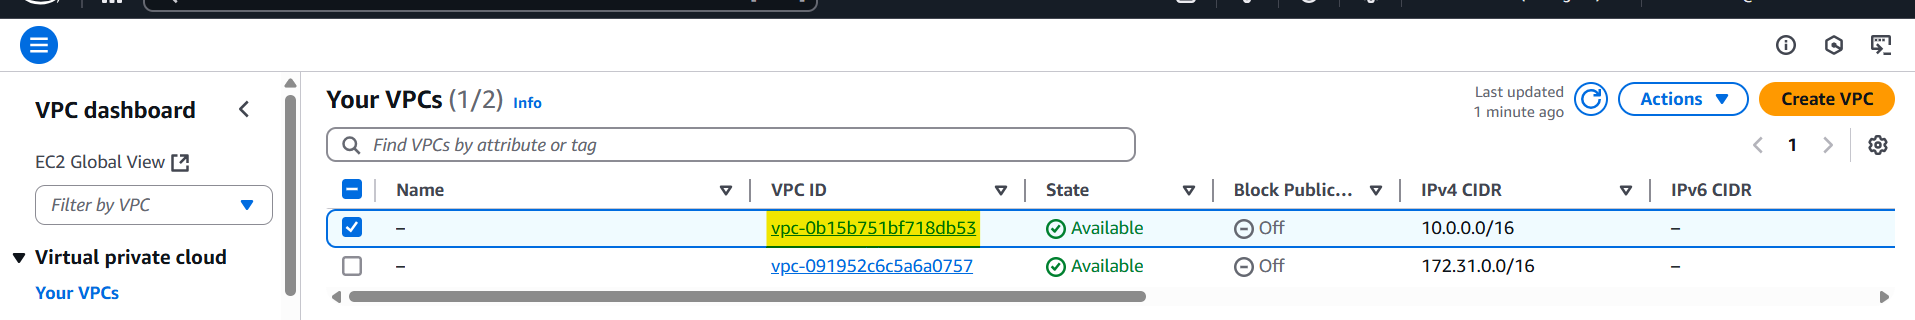 VPC dashboard
EC2 Global View
Filter by VPC
Virtual private cloud
Your VPCs
Your VPCs (1/2) Info
Last updated
1 minute ago
Actions
Create VPC
Find VPCs by attribute or tag
1
Name VPC ID State Block Public... IPv4 CIDR IPv6 CIDR
– vpc-0b15b751bf718db53 Available Off 10.0.0.0/16 –
– vpc-091952c6c5a6a0757 Available Off 172.31.0.0/16 –